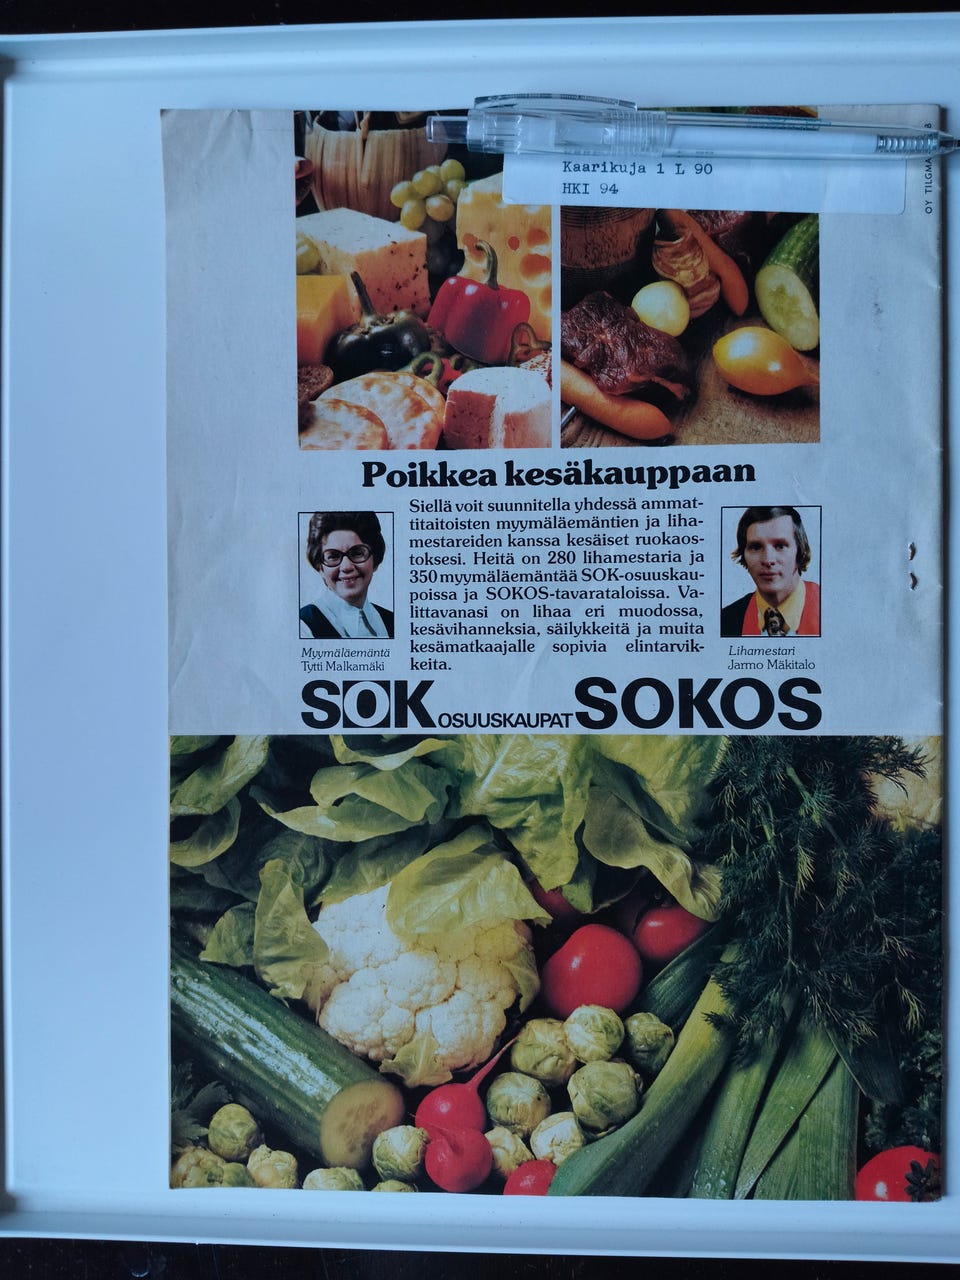 Kaarikuja 1 L 90
HKI 94
OY TILGMA
Poikkea kesäkauppaan
Siellä voit suunnitella yhdessä ammat-
titaitoisten myymäläemäntien ja liha-
mestareiden kanssa kesäiset ruokaos-
toksesi. Heitä on 280 lihamestaria ja
350 myymäläemäntää SOK-osuuskau-
poissa ja SOKOS-tavarataloissa. Va-
littavanasi on lihaa eri muodossa,
kesävihanneksia, säilykkeitä ja muita
kesämatkaajalle sopivia elintarvik-
keita.
Myymäläemäntä
Tytti Malkamäki
Lihamestari
Jarmo Mäkitalo
SOK OSUUSKAUPAT SOKOS